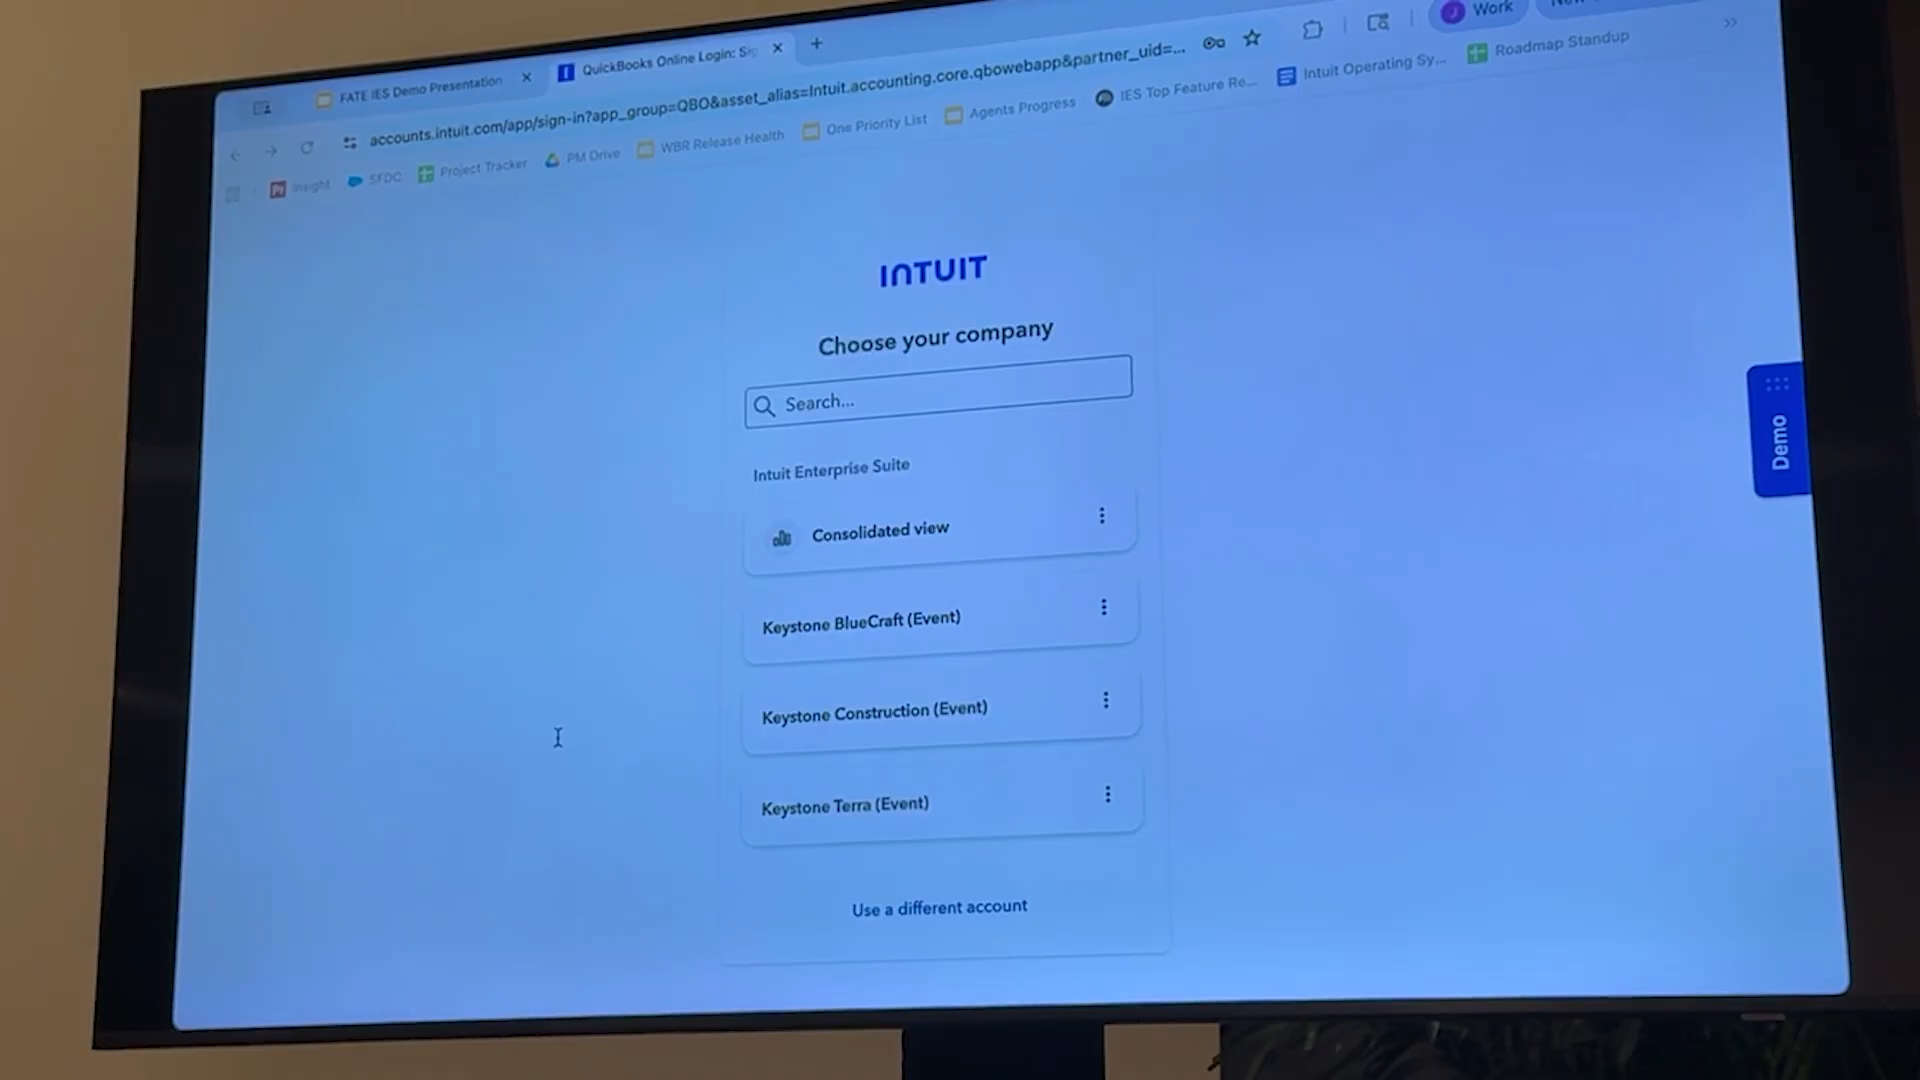 FATE IES Demo Presentation
QuickBooks Online Login: Sig
accounts.intuit.com/app/sign-in?app_group=QBO&asset_alias=Intuit.accounting.core.qbowebapp&partner_uid=...
Work
Insight
SFDC
Project Tracker
PM Drive
WBR Release Health
One Priority List
Agents Progress
IES Top Feature Re...
Intuit Operating Sy...
Roadmap Standup
INTUIT
Choose your company
Search...
Intuit Enterprise Suite
Consolidated view
Keystone BlueCraft (Event)
Keystone Construction (Event)
Keystone Terra (Event)
Use a different account
Demo